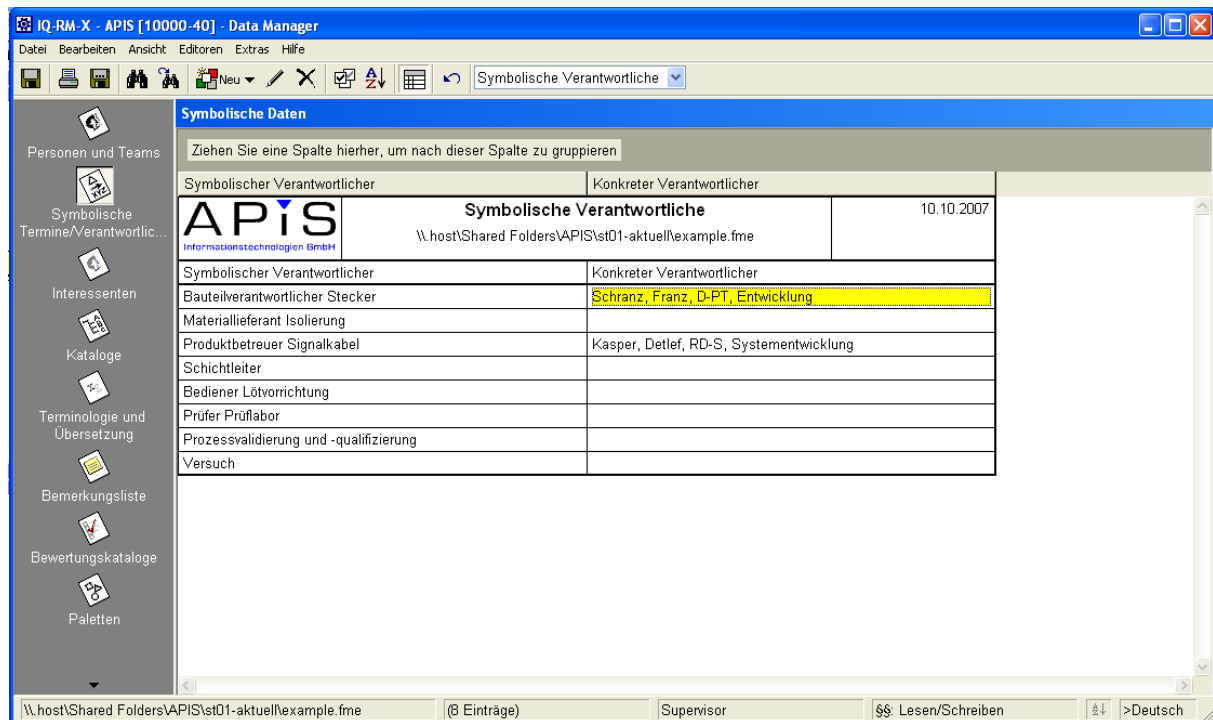 IQ-RM-X - APIS [10000-40] - Data Manager
Datei Bearbeiten Ansicht Editoren Extras Hilfe
Neu
Symbolische Verantwortliche
Personen und Teams
Symbolische
Termine/Verantwortlic...
Interessenten
Kataloge
Terminologie und
Übersetzung
Bemerkungsliste
Bewertungskataloge
Paletten
Symbolische Daten
Ziehen Sie eine Spalte hierher, um nach dieser Spalte zu gruppieren
Symbolischer Verantwortlicher Konkreter Verantwortlicher
APIS
Informationstechnologien GmbH
Symbolische Verantwortliche
\\.host\Shared Folders\APIS\st01-aktuell\example.fme
10.10.2007
Symbolischer Verantwortlicher Konkreter Verantwortlicher
Bauteilverantwortlicher Stecker Schranz, Franz, D-PT, Entwicklung
Materiallieferant Isolierung
Produktbetreuer Signalkabel Kasper, Detlef, RD-S, Systementwicklung
Schichtleiter
Bediener Lötvorrichtung
Prüfer Prüflabor
Prozessvalidierung und -qualifizierung
Versuch
\\.host\Shared Folders\APIS\st01-aktuell\example.fme (8 Einträge) Supervisor §§: Lesen/Schreiben >Deutsch